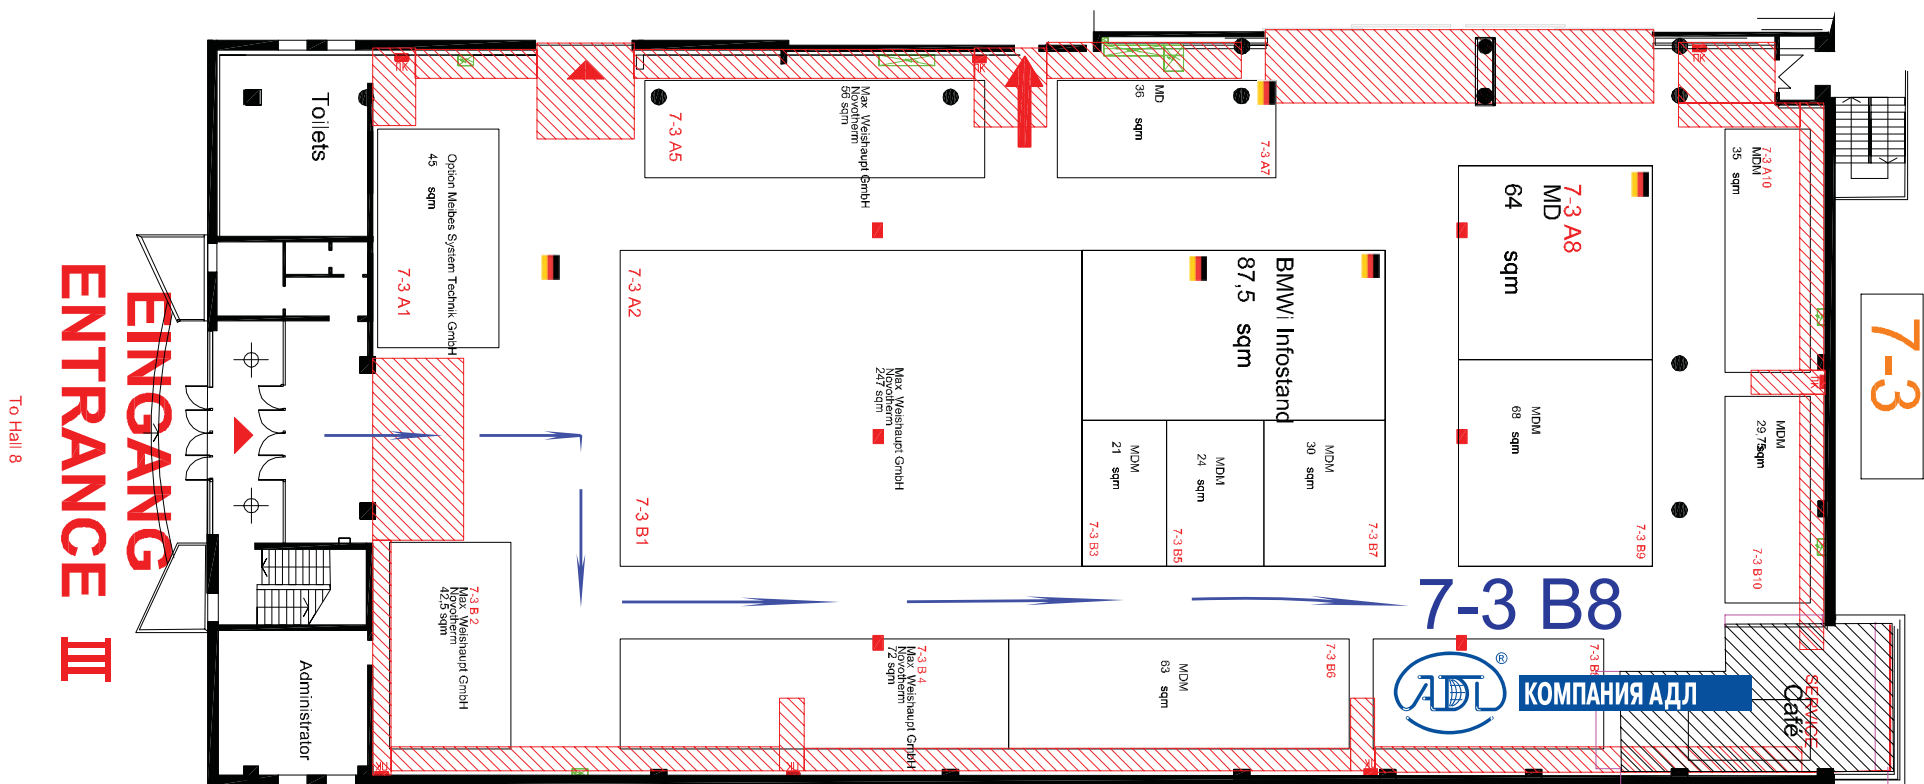 EINGANG
ENTRANCE III
To Hall 8
Toilets
Administrator
Option Meibes System Technik GmbH
45 sqm
7-3 A1
7-3 A5
Max Weishaupt GmbH
Novotherm
56 sqm
MD
36 sqm
7-3 A7
7-3 A8
MD
64 sqm
7-3 A10
MDM
35 sqm
7-3
7-3 A2
Max Weishaupt GmbH
Novotherm
247 sqm
7-3 B1
BMWi Infostand
87,5 sqm
MDM
21 sqm
7-3 B3
MDM
24 sqm
7-3 B5
MDM
30 sqm
7-3 B7
MDM
68 sqm
7-3 B9
MDM
29,75sqm
7-3 B10
7-3 B8
7-3 B 2
Max Weishaupt GmbH
Novotherm
42,5 sqm
7-3 B 4
Max Weishaupt GmbH
Novotherm
72 sqm
MDM
63 sqm
7-3 B6
ADL ®
КОМПАНИЯ АДЛ
SERVICE
Café
ПК
ПК
ПК
ПК